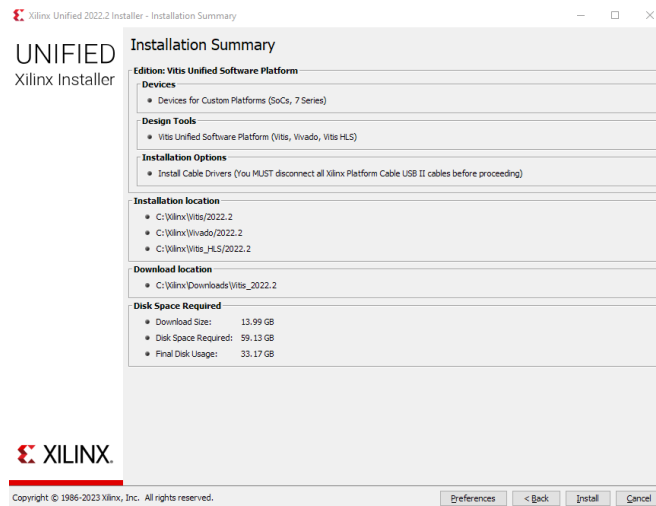 Xilinx Unified 2022.2 Installer - Installation Summary
UNIFIED
Xilinx Installer
Installation Summary
Edition: Vitis Unified Software Platform
Devices
Devices for Custom Platforms (SoCs, 7 Series)
Design Tools
Vitis Unified Software Platform (Vitis, Vivado, Vitis HLS)
Installation Options
Install Cable Drivers (You MUST disconnect all Xilinx Platform Cable USB II cables before proceeding)
Installation location
C:\Xilinx\Vitis/2022.2
C:\Xilinx\Vivado/2022.2
C:\Xilinx\Vitis_HLS/2022.2
Download location
C:\Xilinx\Downloads\Vitis_2022.2
Disk Space Required
Download Size: 13.99 GB
Disk Space Required: 59.13 GB
Final Disk Usage: 33.17 GB
XILINX.
Copyright © 1986-2023 Xilinx, Inc. All rights reserved.
Preferences < Back Install Cancel